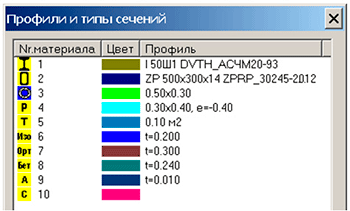 Профили и типы сечений
Nr.материала Цвет Профиль
1 I 50Ш1 DVTH_АСЧМ20-93
2 ZP 500x300x14 ZPRP_30245-2012
3 0.50x0.30
P 4 0.30x0.40, e=-0.40
T 5 0.10 м2
Изо 6 t=0.200
Орт 7 t=0.300
Бет 8 t=0.240
A 9 t=0.010
C 10